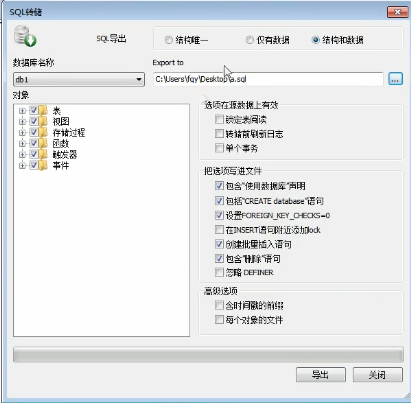 SQL转储
SQL导出
结构唯一
仅有数据
结构和数据
数据库名称
Export to
db1
C:\Users\fqy\Desktop\a.sql
对象
表
视图
存储过程
函数
触发器
事件
选项在源数据上有效
锁定表阅读
转储前刷新日志
单个事务
把选项写进文件
包含"使用数据库"声明
包括"CREATE database"语句
设置FOREIGN_KEY_CHECKS=0
在INSERT语句附近添加lock
创建批量插入语句
包含"删除"语句
忽略 DEFINER
高级选项
含时间戳的前缀
每个对象的文件
导出
关闭